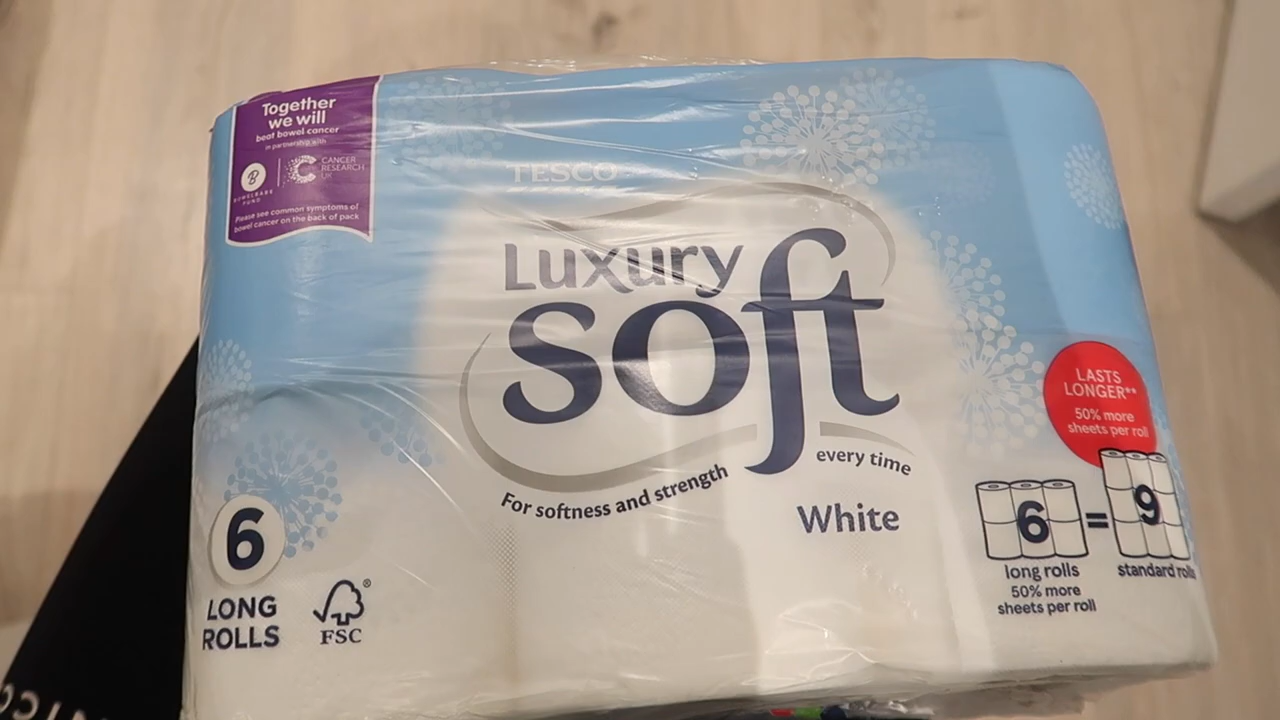 Together
we will
beat bowel cancer
in partnership with
BOWELBABE
FUND
CANCER
RESEARCH
UK
Please see common symptoms of
bowel cancer on the back of pack
TESCO
Luxury
soft
For softness and strength
every time
White
LASTS
LONGER**
50% more
sheets per roll
6 = 9
long rolls
50% more
sheets per roll
standard rolls
6
LONG
ROLLS
FSC®